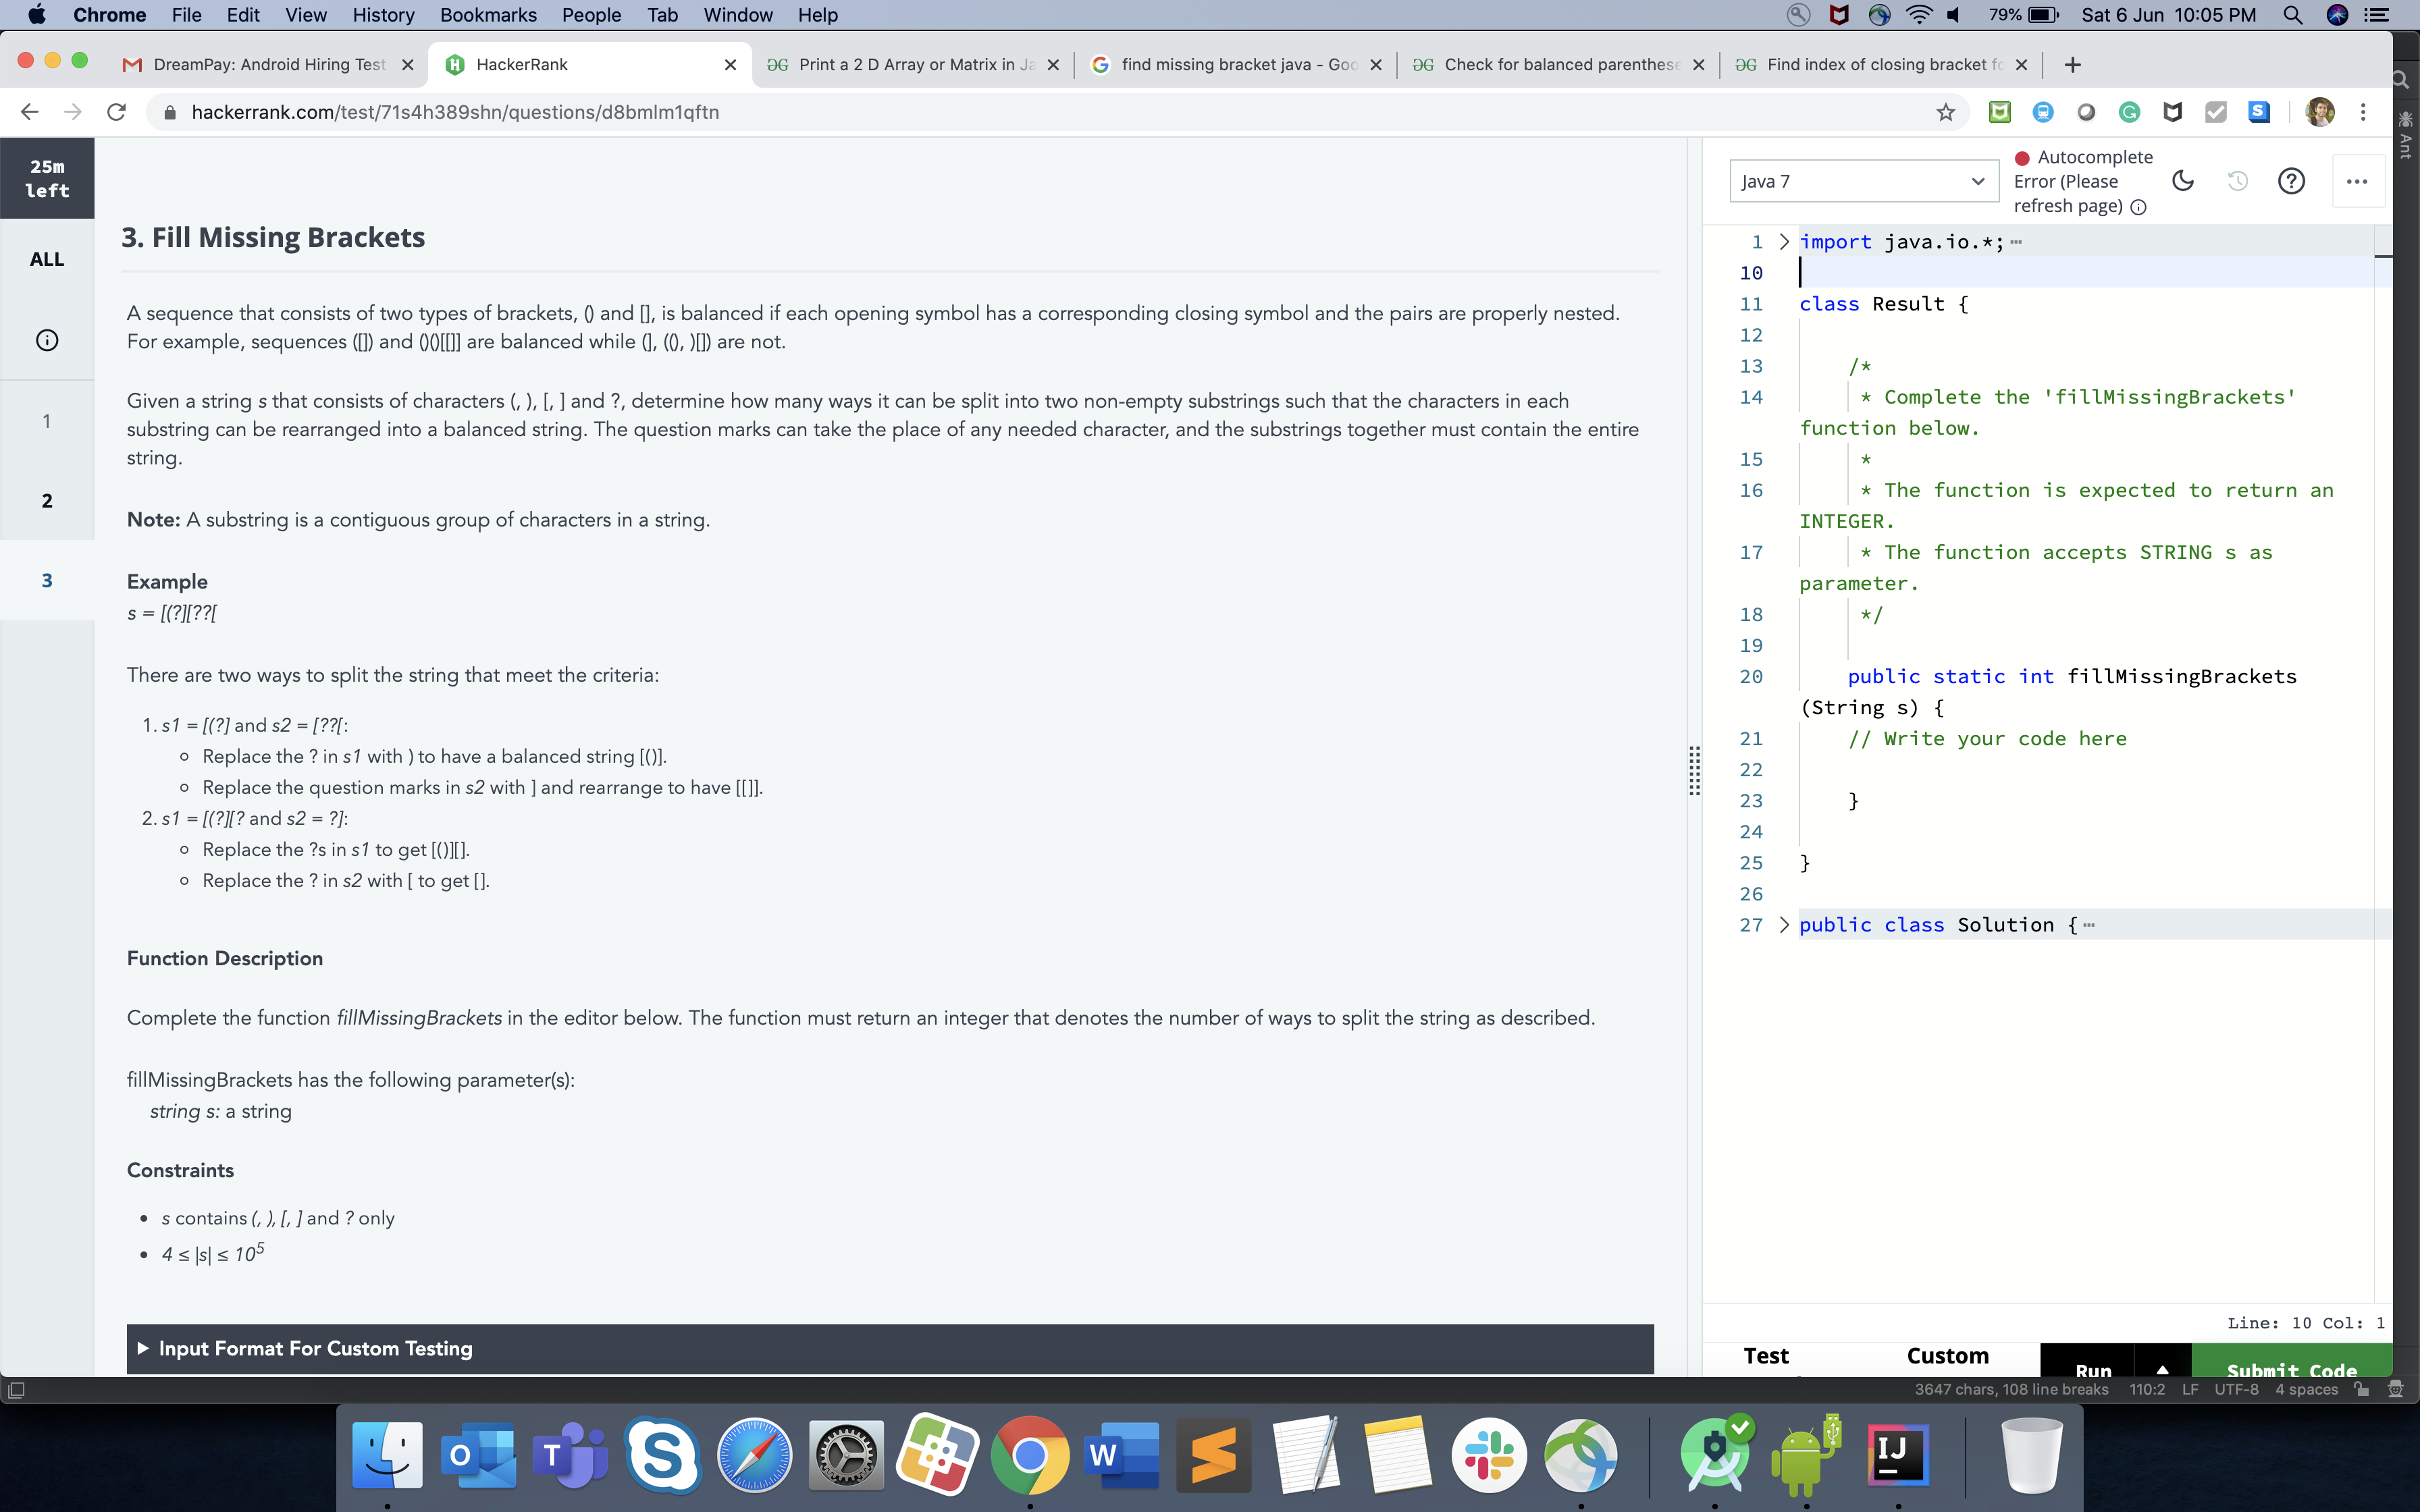 Chrome File Edit View History Bookmarks People Tab Window Help 79% Sat 6 Jun 10:05 PM
DreamPay: Android Hiring Test HackerRank Print a 2 D Array or Matrix in Ja find missing bracket java - Goo Check for balanced parenthese Find index of closing bracket fo
hackerrank.com/test/71s4h389shn/questions/d8bmlm1qftn
Ant
25m
left
ALL
1
2
3
3. Fill Missing Brackets
A sequence that consists of two types of brackets, () and [], is balanced if each opening symbol has a corresponding closing symbol and the pairs are properly nested.
For example, sequences ([]) and ()()[[]] are balanced while (], ((), )[]) are not.
Given a string s that consists of characters (, ), [, ] and ?, determine how many ways it can be split into two non-empty substrings such that the characters in each
substring can be rearranged into a balanced string. The question marks can take the place of any needed character, and the substrings together must contain the entire
string.
Note: A substring is a contiguous group of characters in a string.
Example
s = [(?][??[
There are two ways to split the string that meet the criteria:
1. s1 = [(?] and s2 = [??[:
Replace the ? in s1 with ) to have a balanced string [()].
Replace the question marks in s2 with ] and rearrange to have [[]].
2. s1 = [(?][? and s2 = ?]:
Replace the ?s in s1 to get [()][].
Replace the ? in s2 with [ to get [].
Function Description
Complete the function fillMissingBrackets in the editor below. The function must return an integer that denotes the number of ways to split the string as described.
fillMissingBrackets has the following parameter(s):
string s: a string
Constraints
s contains (, ), [, ] and ? only
4 ≤ |s| ≤ 10^5
Input Format For Custom Testing
Java 7
Autocomplete
Error (Please
refresh page)
1 import java.io.*;
10
11 class Result {
12
13 /*
14 * Complete the 'fillMissingBrackets'
function below.
15 *
16 * The function is expected to return an
INTEGER.
17 * The function accepts STRING s as
parameter.
18 */
19
20 public static int fillMissingBrackets
(String s) {
21 // Write your code here
22
23 }
24
25 }
26
27 public class Solution {
Line: 10 Col: 1
Test Custom Run Submit Code
3647 chars, 108 line breaks 110:2 LF UTF-8 4 spaces